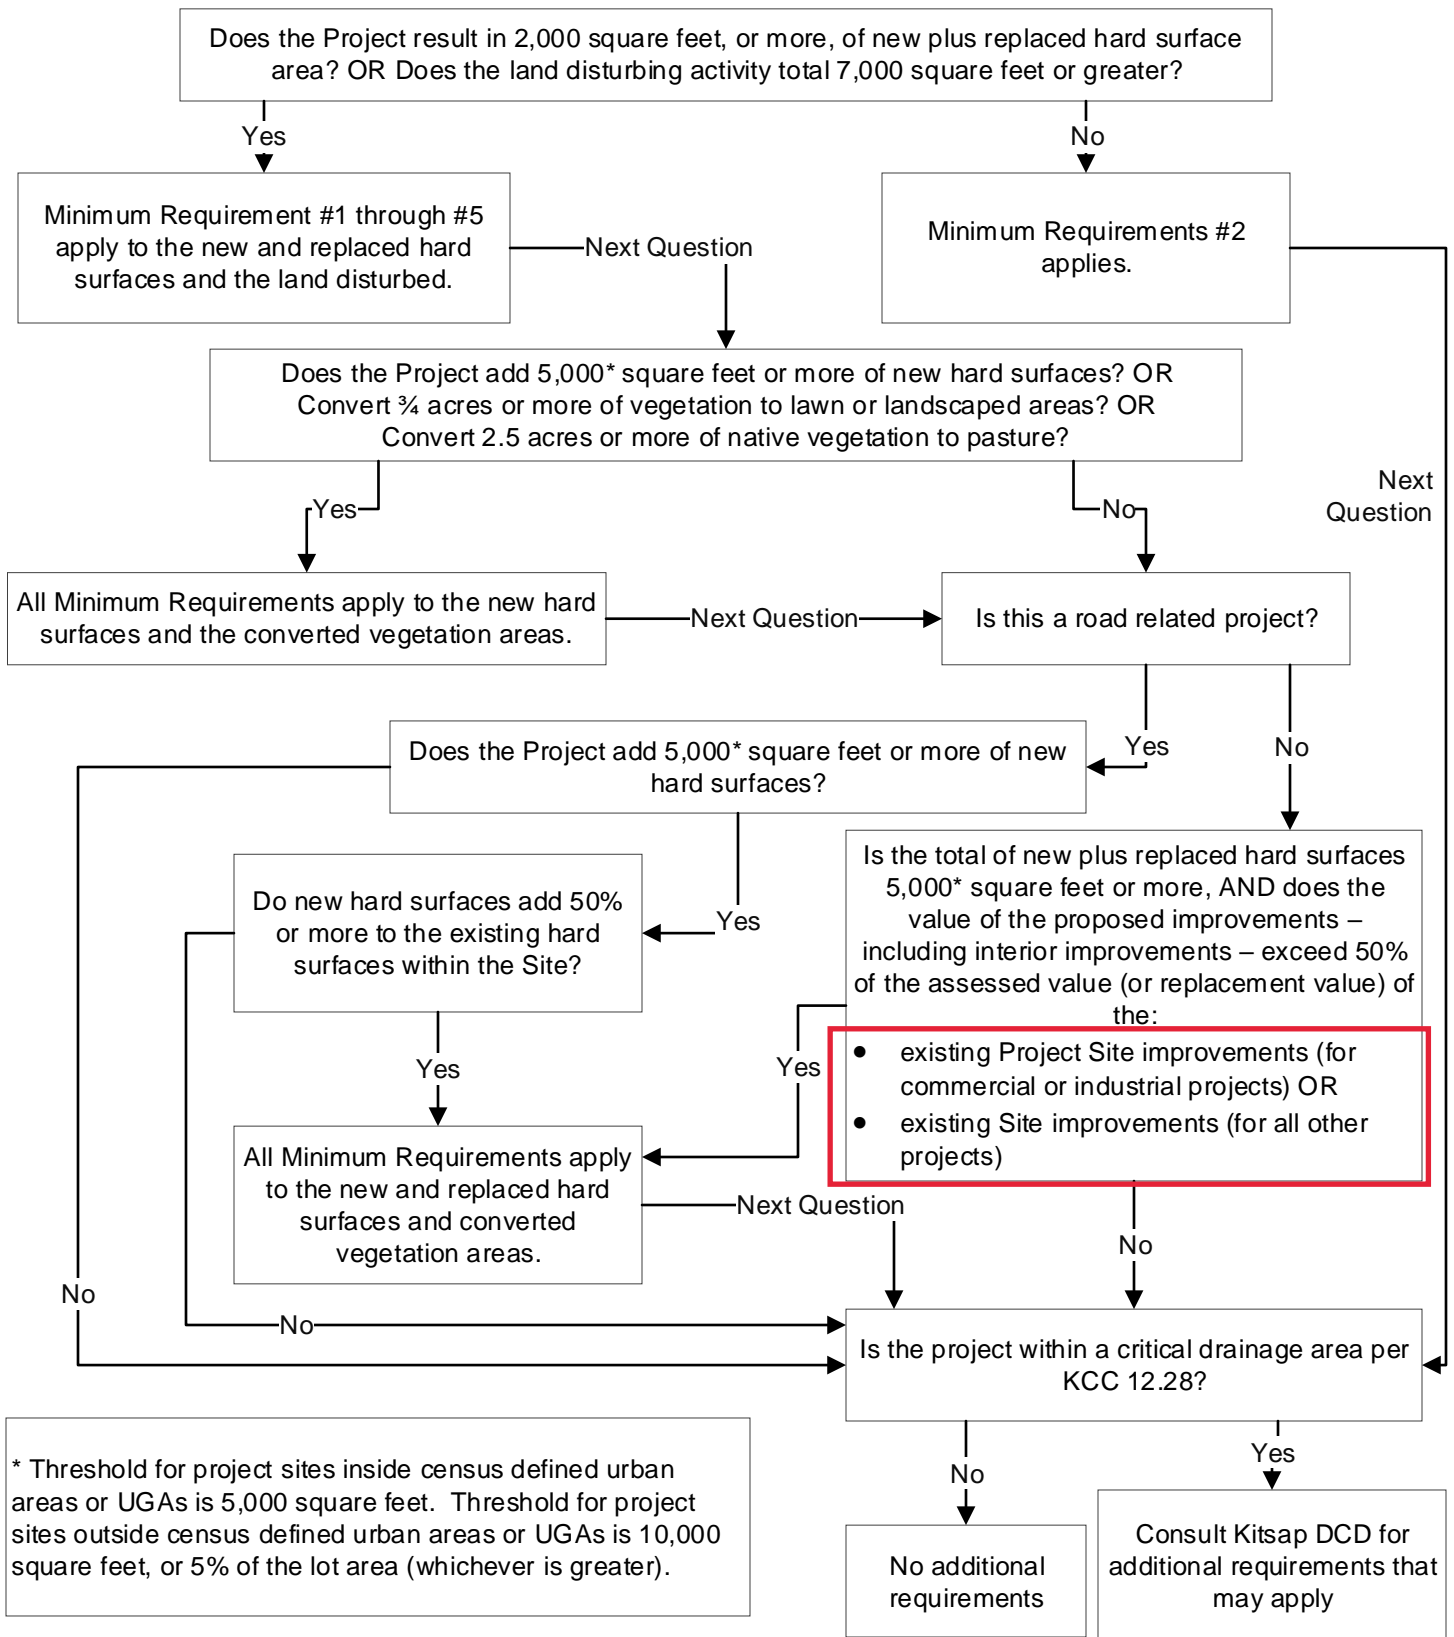 Does the Project result in 2,000 square feet, or more, of new plus replaced hard surface
area? OR Does the land disturbing activity total 7,000 square feet or greater?
Yes
No
Minimum Requirement #1 through #5
apply to the new and replaced hard
surfaces and the land disturbed.
Next Question
Minimum Requirements #2
applies.
Does the Project add 5,000* square feet or more of new hard surfaces? OR
Convert ¾ acres or more of vegetation to lawn or landscaped areas? OR
Convert 2.5 acres or more of native vegetation to pasture?
Next
Question
Yes
No
All Minimum Requirements apply to the new hard
surfaces and the converted vegetation areas.
Next Question
Is this a road related project?
Yes
No
Does the Project add 5,000* square feet or more of new
hard surfaces?
Yes
Do new hard surfaces add 50%
or more to the existing hard
surfaces within the Site?
Is the total of new plus replaced hard surfaces
5,000* square feet or more, AND does the
value of the proposed improvements –
including interior improvements – exceed 50%
of the assessed value (or replacement value) of
the:
• existing Project Site improvements (for
commercial or industrial projects) OR
• existing Site improvements (for all other
projects)
Yes
Yes
All Minimum Requirements apply
to the new and replaced hard
surfaces and converted
vegetation areas.
Next Question
No
No
No
Is the project within a critical drainage area per
KCC 12.28?
No
Yes
No additional
requirements
Consult Kitsap DCD for
additional requirements that
may apply
* Threshold for project sites inside census defined urban
areas or UGAs is 5,000 square feet. Threshold for project
sites outside census defined urban areas or UGAs is 10,000
square feet, or 5% of the lot area (whichever is greater).